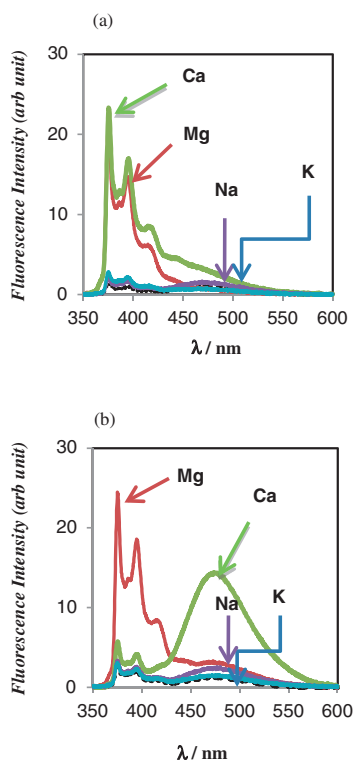 (a)
Fluorescence Intensity (arb unit)
30
20
10
0
Ca
Mg
Na
K
350 400 450 500 550 600
λ / nm
(b)
Fluorescence Intensity (arb unit)
30
20
10
0
Mg
Ca
Na
K
350 400 450 500 550 600
λ / nm